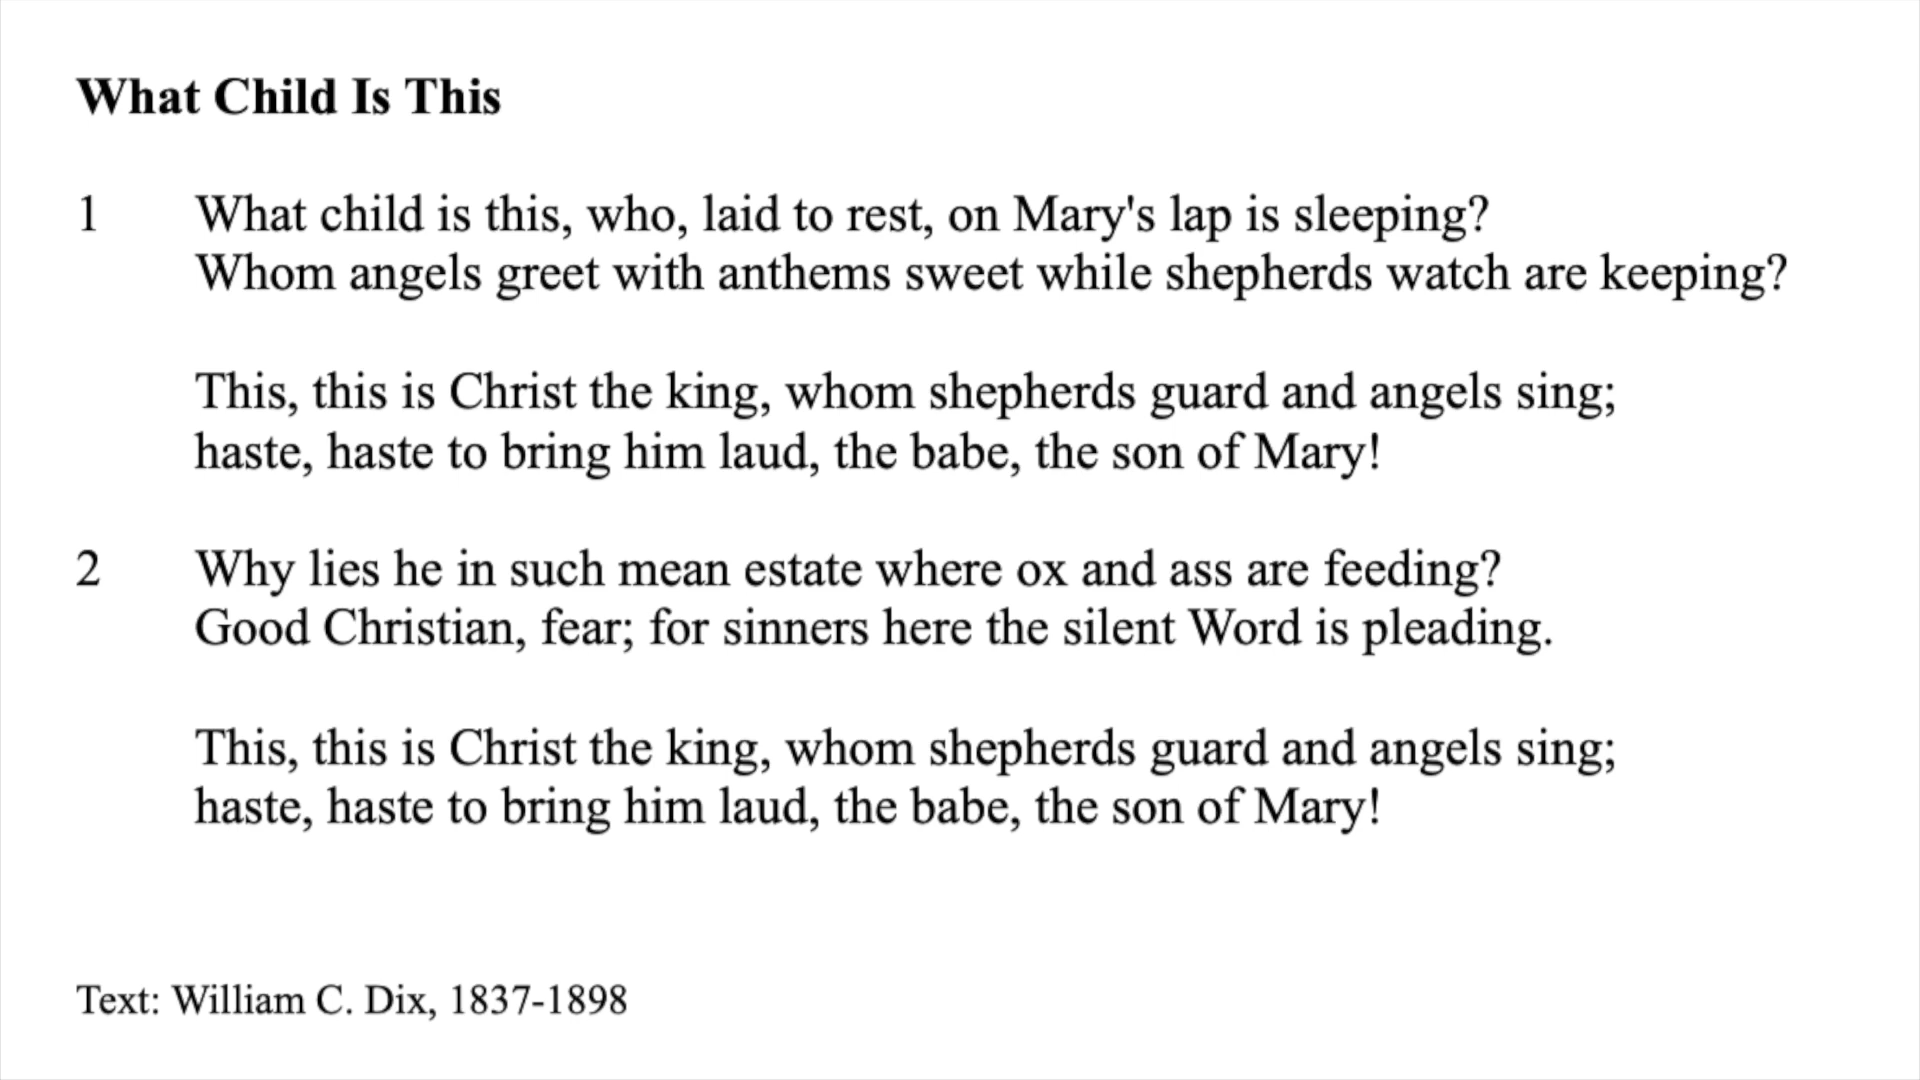 What Child Is This
1 What child is this, who, laid to rest, on Mary's lap is sleeping?
Whom angels greet with anthems sweet while shepherds watch are keeping?
This, this is Christ the king, whom shepherds guard and angels sing;
haste, haste to bring him laud, the babe, the son of Mary!
2 Why lies he in such mean estate where ox and ass are feeding?
Good Christian, fear; for sinners here the silent Word is pleading.
This, this is Christ the king, whom shepherds guard and angels sing;
haste, haste to bring him laud, the babe, the son of Mary!
Text: William C. Dix, 1837-1898